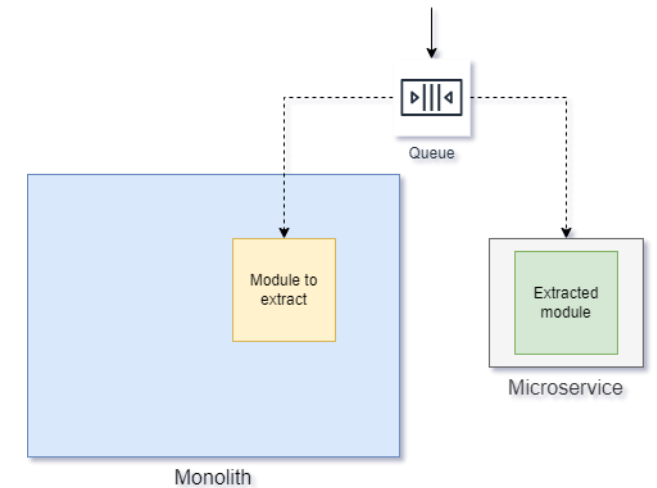 Queue
Module to
extract
Extracted
module
Microservice
Monolith